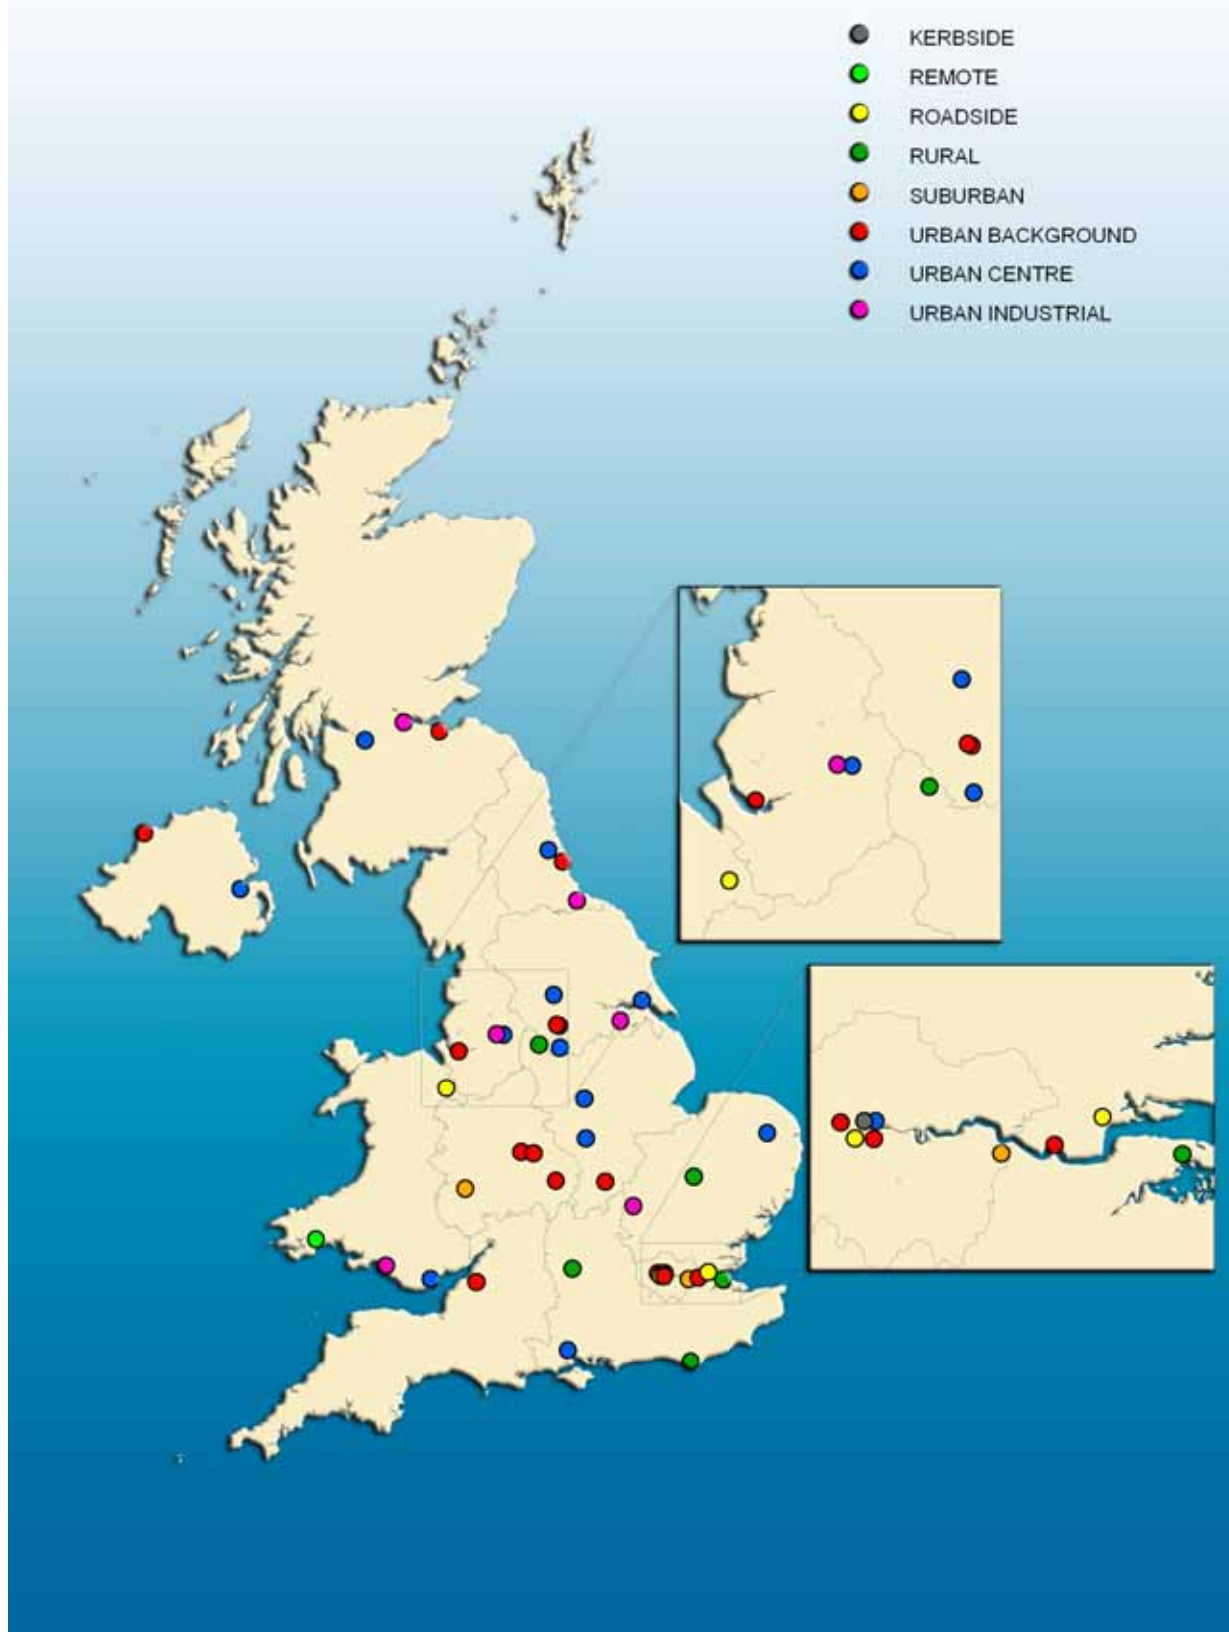 KERBSIDE
REMOTE
ROADSIDE
RURAL
SUBURBAN
URBAN BACKGROUND
URBAN CENTRE
URBAN INDUSTRIAL